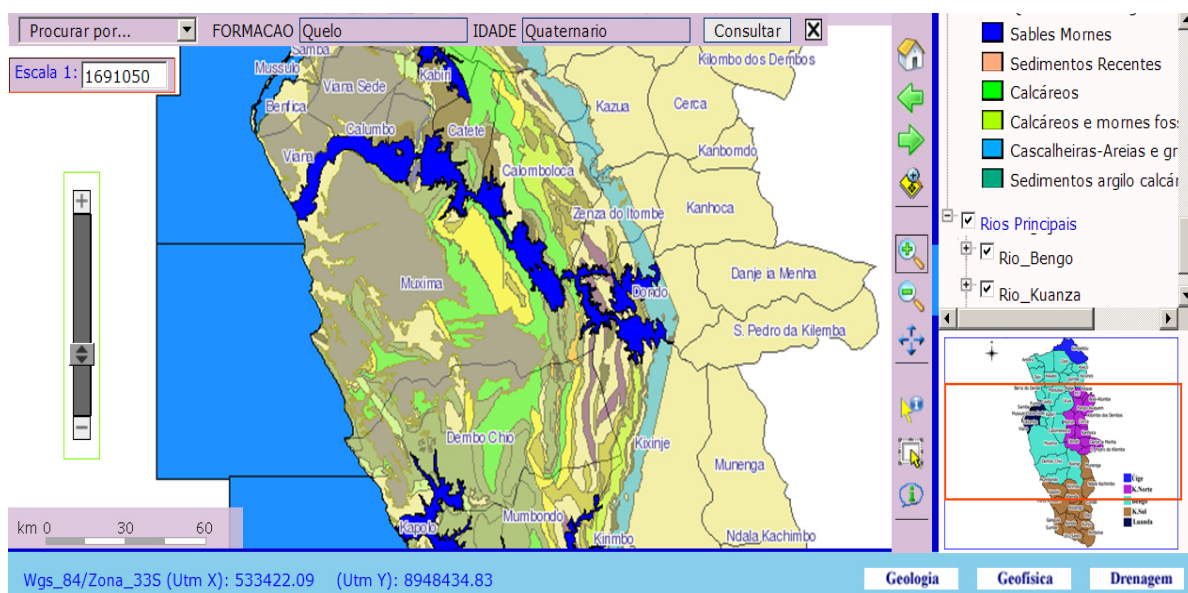 Procurar por...
FORMACAO Quelo
IDADE Quaternario
Consultar
X
Escala 1: 1691050
Samba
Mussulo
Kabiri
Viana Sede
Benfica
Calumbo
Catete
Viana
Kilombo dos Dembos
Kazua
Cerca
Kanbomdo
Calomboloca
Zenza do Itombe
Kanhoca
Muxima
Danje ia Menha
Dondo
S. Pedro da Kilemba
Dembo Chio
Kixinje
Munenga
Mumbondo
Kapolo
Kinmbo
Ndala Kachimbo
km 0 30 60
Sables Mornes
Sedimentos Recentes
Calcáreos
Calcáreos e mornes fos
Cascalheiras-Areias e gr
Sedimentos argilo calcár
Rios Principais
Rio_Bengo
Rio_Kuanza
Uige
K.Norte
Bengo
K.Sul
Luanda
Wgs_84/Zona_33S (Utm X): 533422.09 (Utm Y): 8948434.83
Geologia
Geofísica
Drenagem